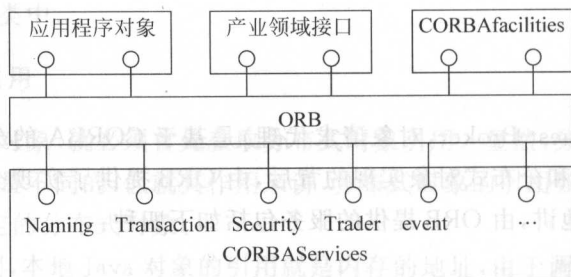 应用程序对象 产业领域接口 CORBAfacilities
ORB
Naming Transaction Security Trader event ...
CORBAServices